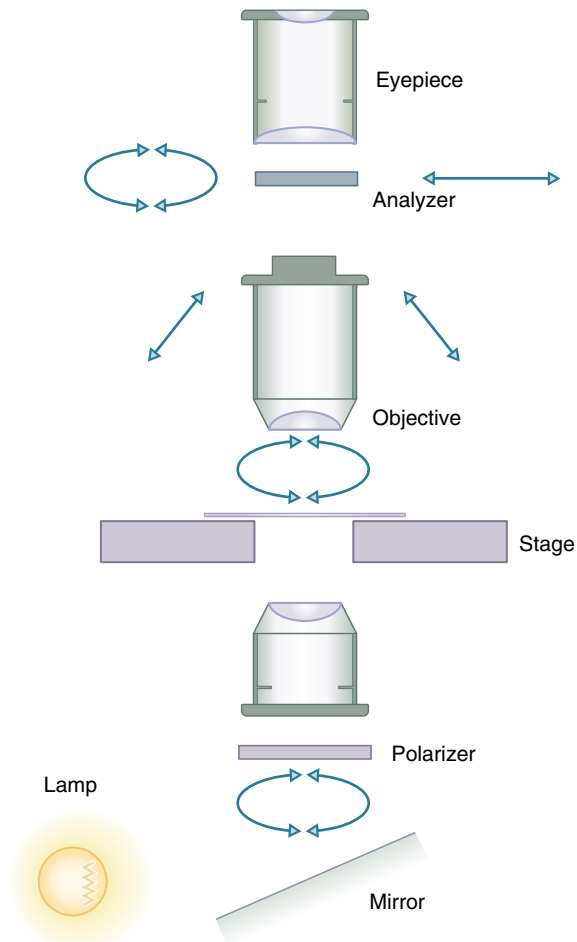 Eyepiece
Analyzer
Objective
Stage
Polarizer
Lamp
Mirror